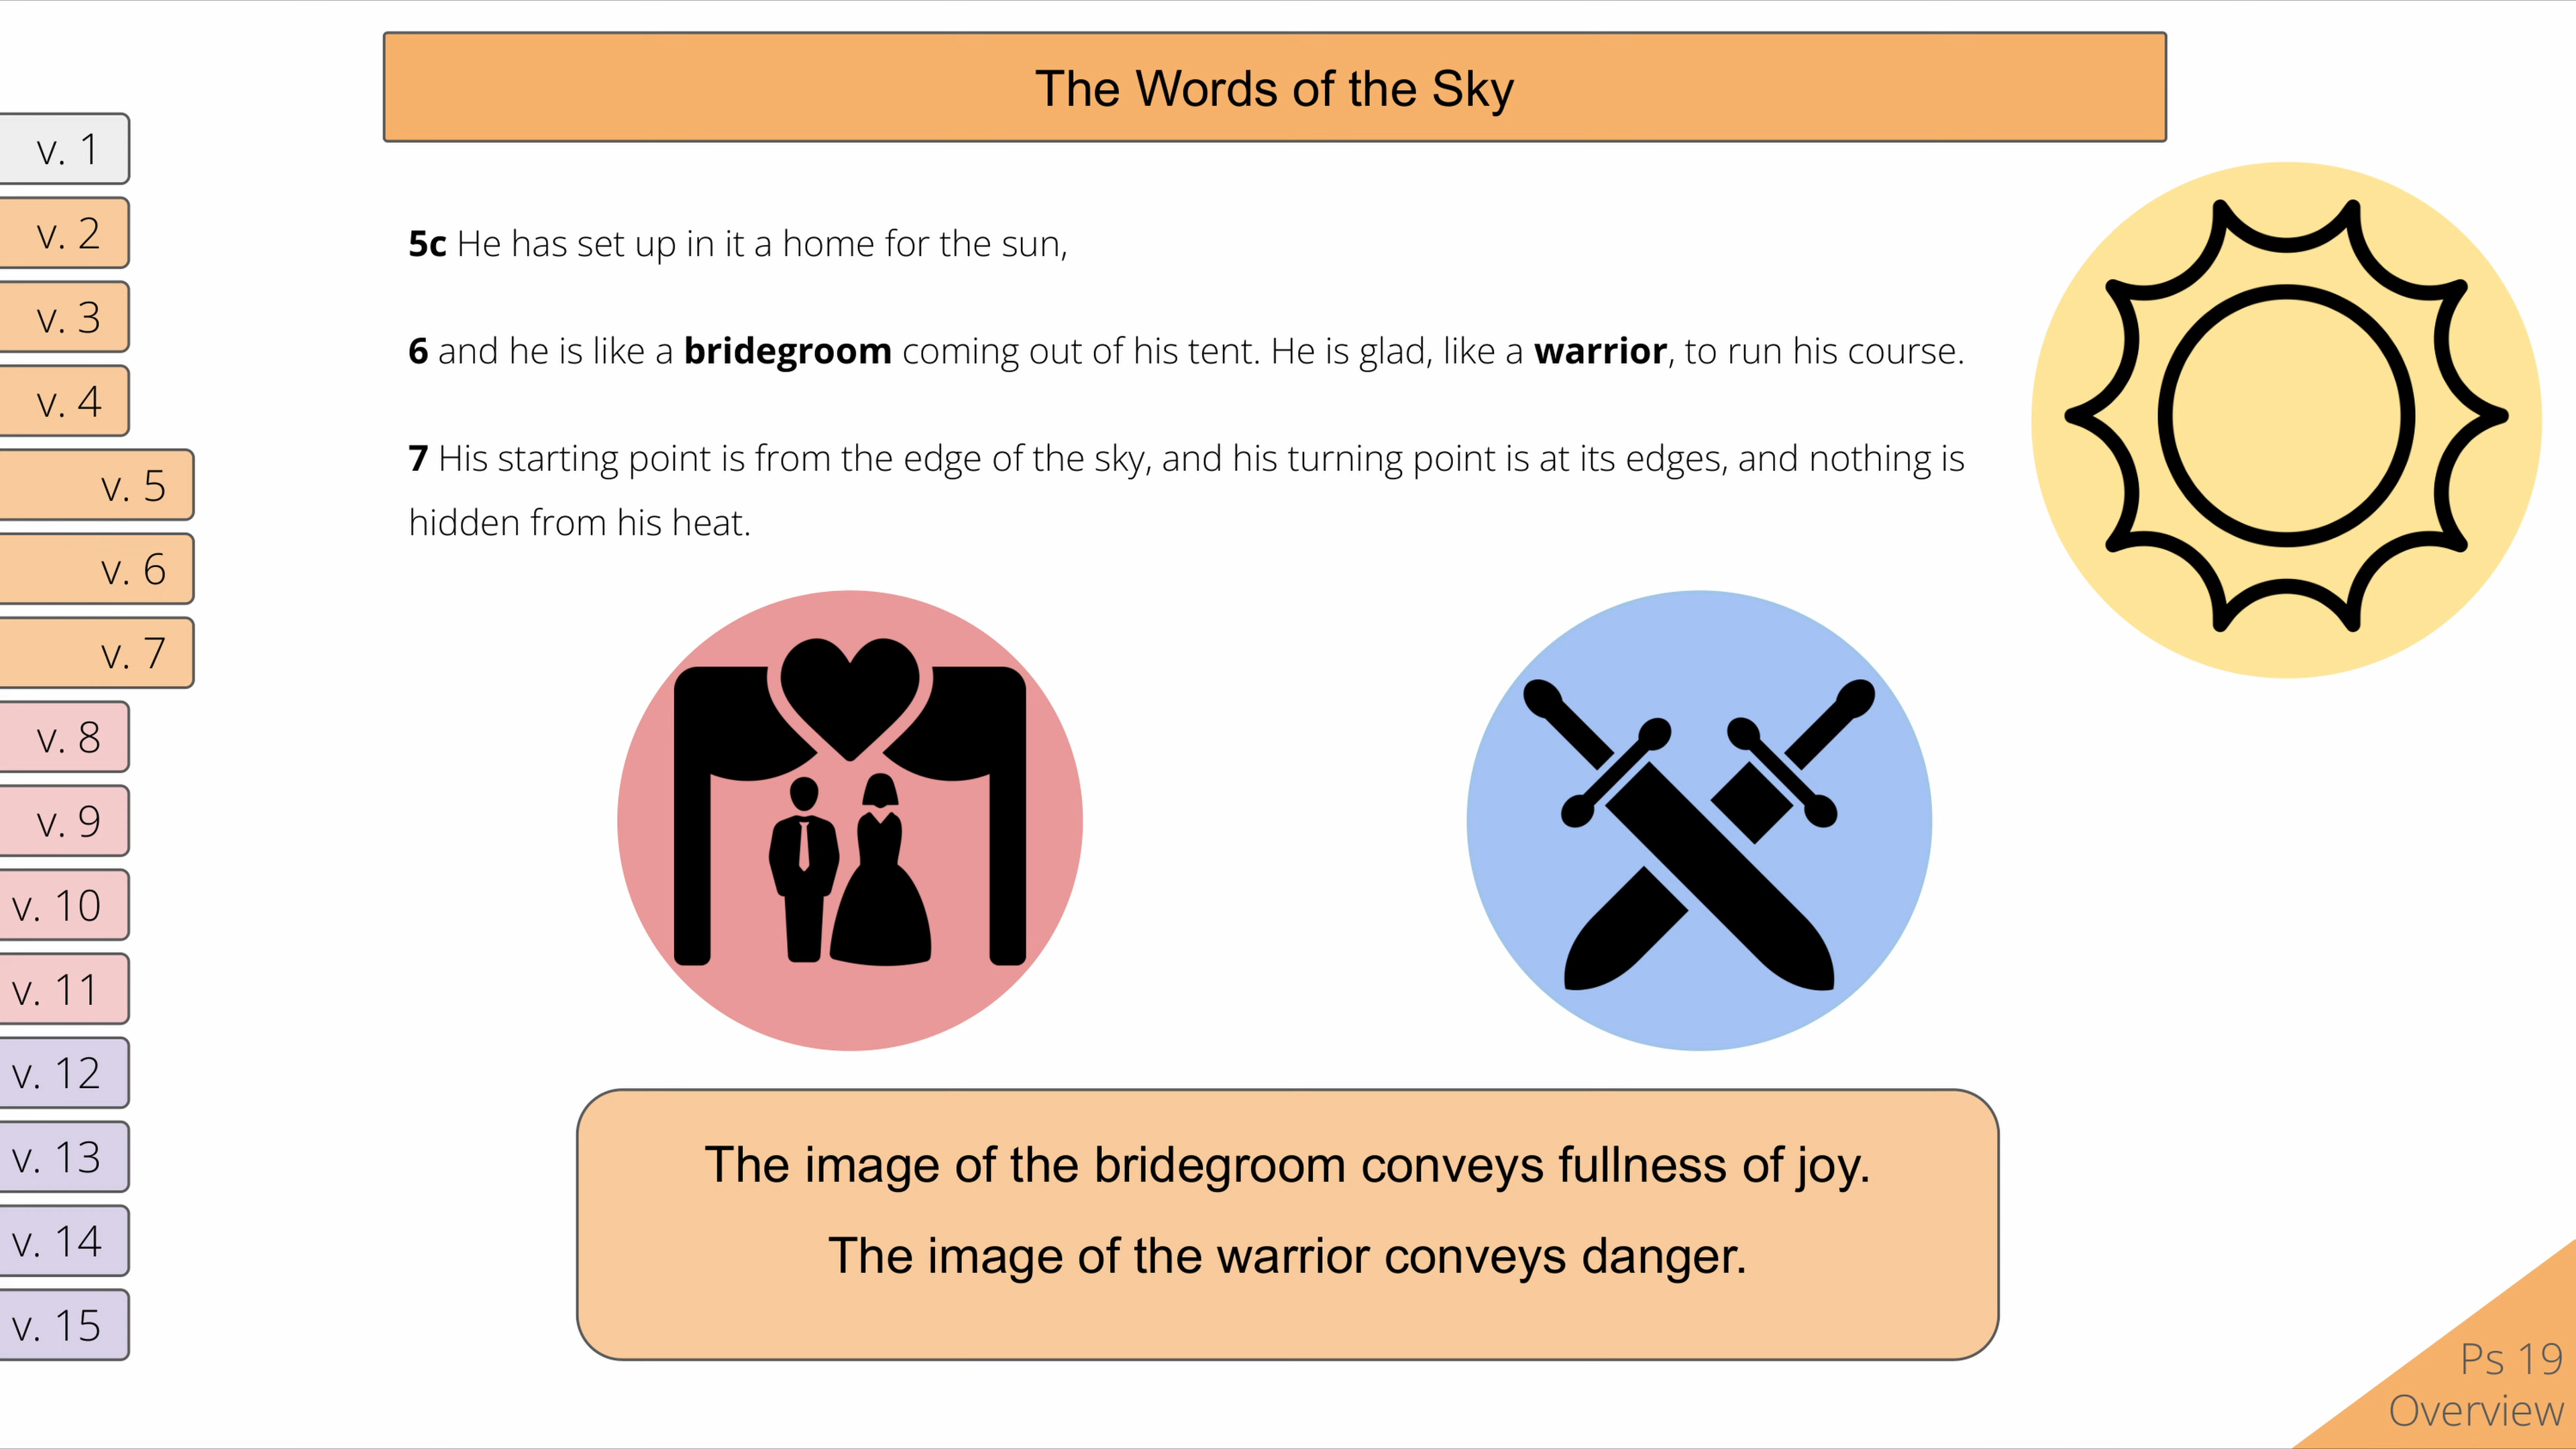 The Words of the Sky
v. 1
v. 2
v. 3
v. 4
v. 5
v. 6
v. 7
v. 8
v. 9
v. 10
v. 11
v. 12
v. 13
v. 14
v. 15
5c He has set up in it a home for the sun,
6 and he is like a bridegroom coming out of his tent. He is glad, like a warrior, to run his course.
7 His starting point is from the edge of the sky, and his turning point is at its edges, and nothing is
hidden from his heat.
The image of the bridegroom conveys fullness of joy.
The image of the warrior conveys danger.
Ps 19
Overview